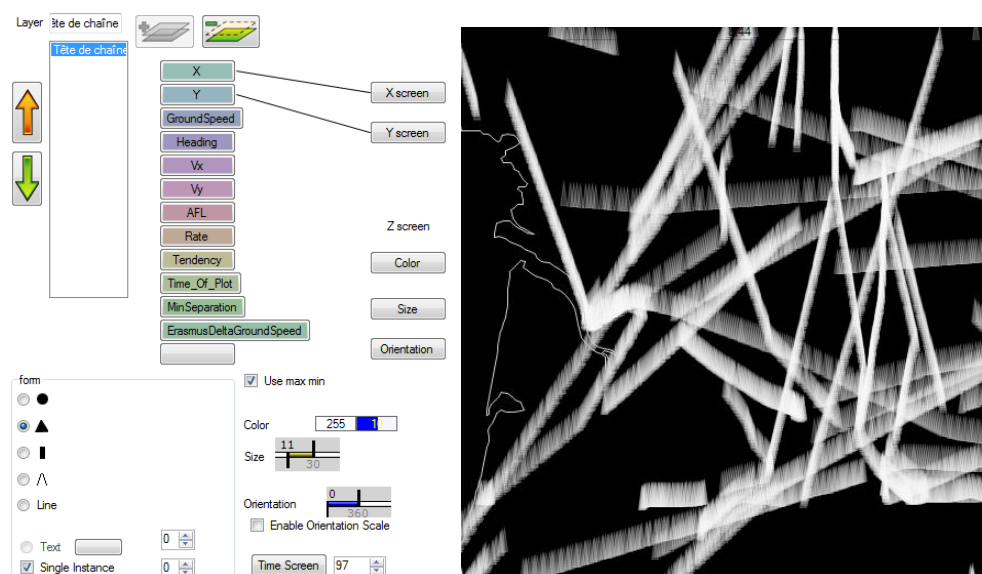 Layer ête de chaîne
Tête de chaîne
X
Y
GroundSpeed
Heading
Vx
Vy
AFL
Rate
Tendency
Time_Of_Plot
MinSeparation
ErasmusDeltaGroundSpeed
X screen
Y screen
Z screen
Color
Size
Orientation
form
Line
Text
Single Instance
0
0
Use max min
Color 255
Size 11
30
Orientation 0
360
Enable Orientation Scale
Time Screen 97